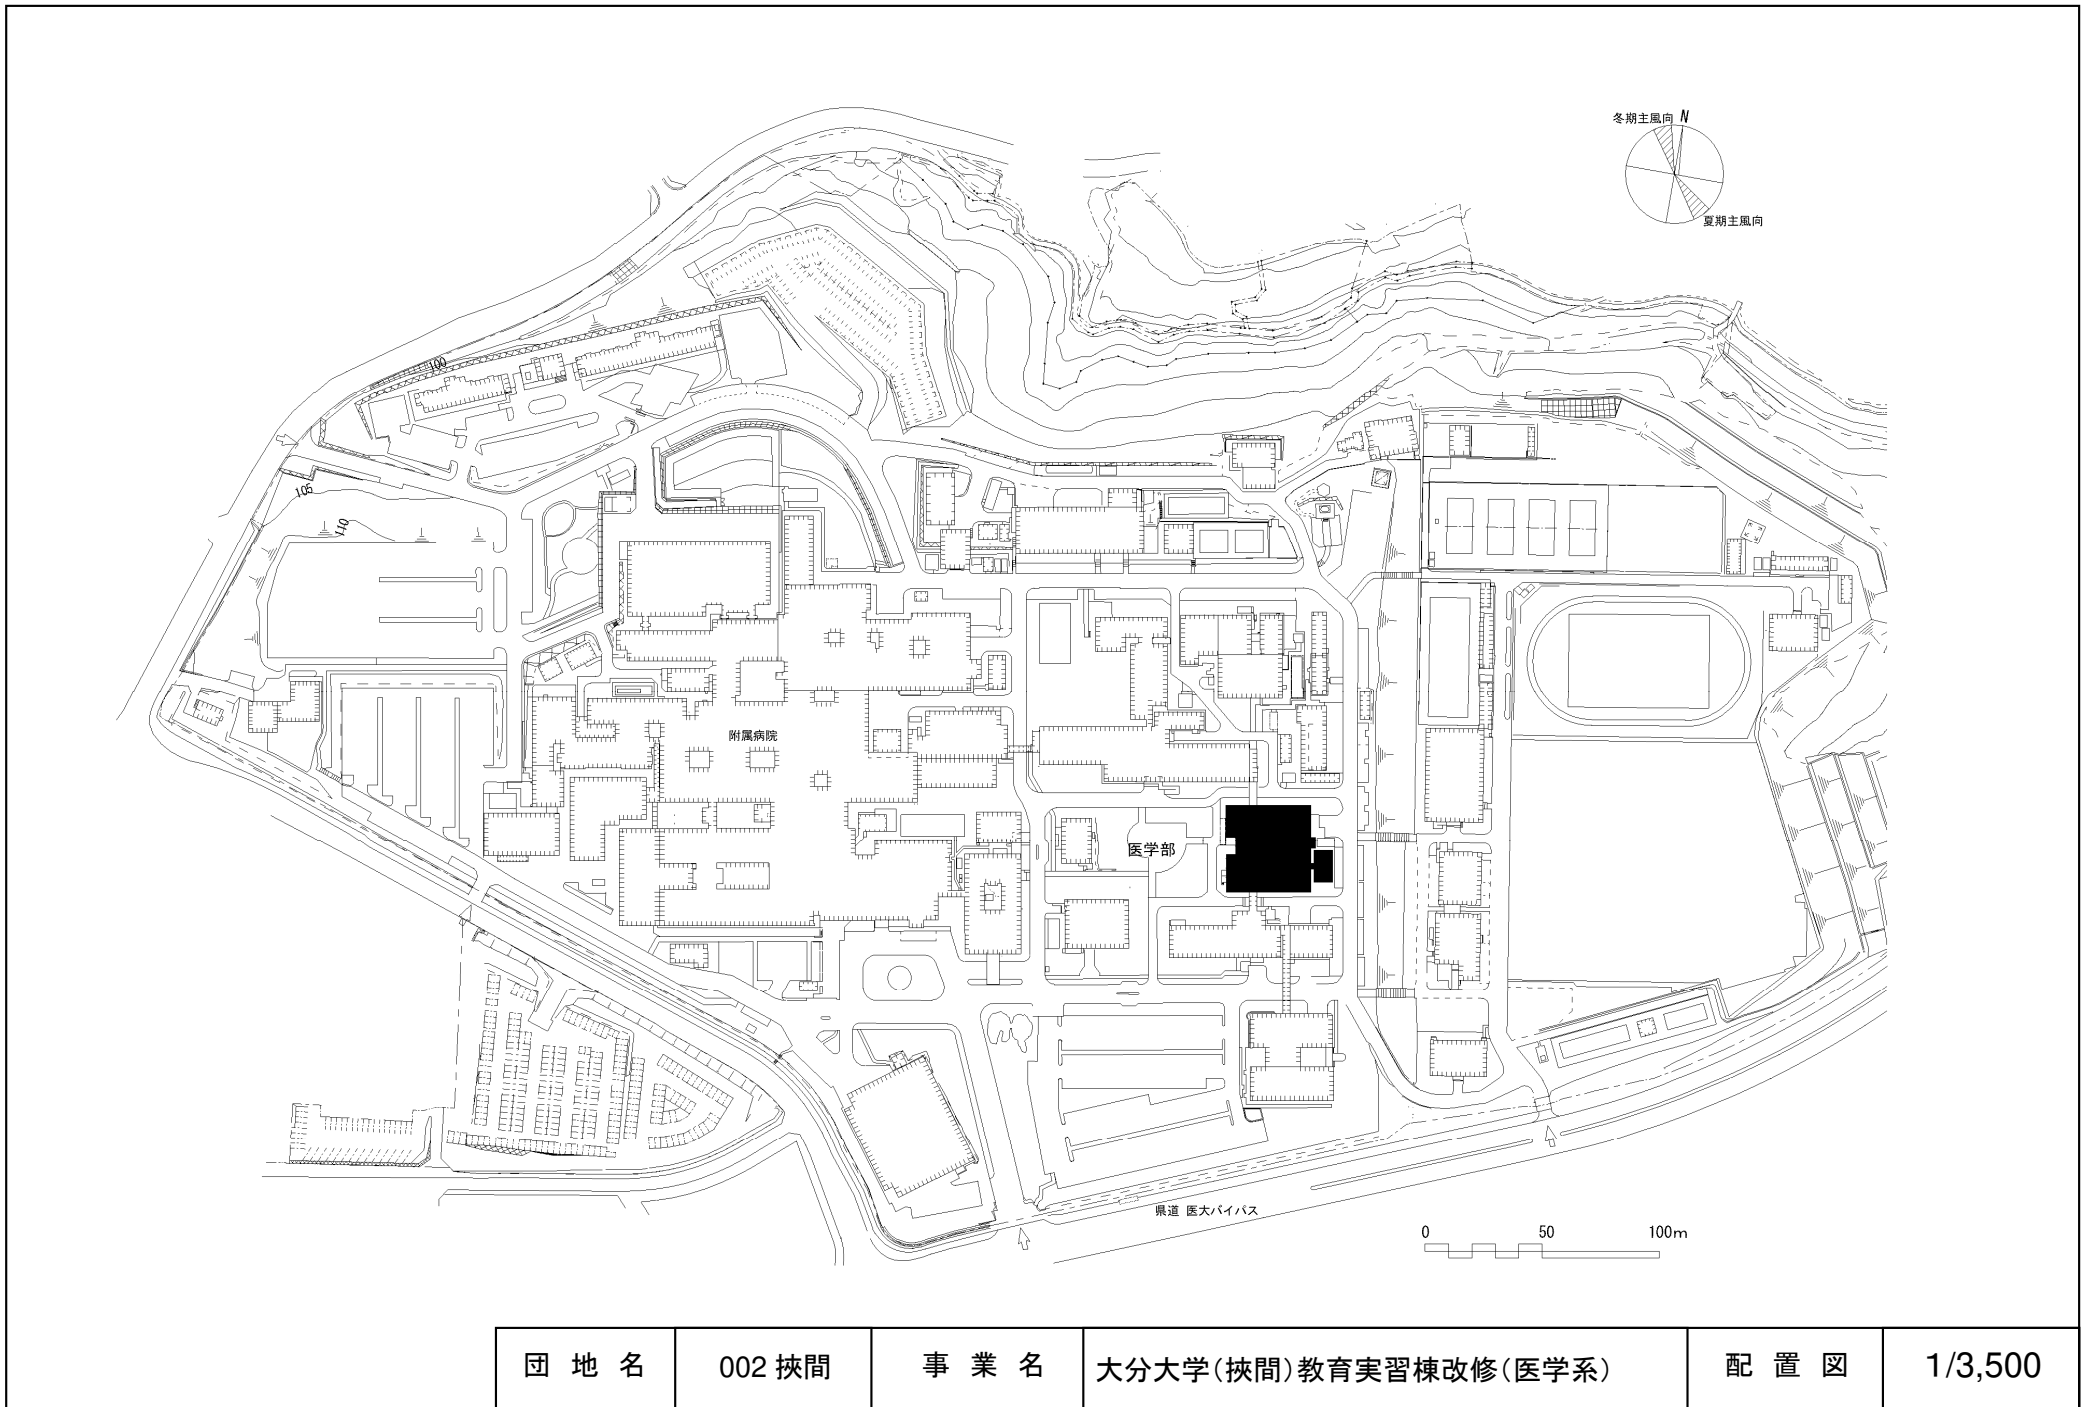 冬期主風向 N
夏期主風向
100
105
110
附属病院
医学部
県道 医大バイパス
0 50 100m
団地名 002 挾間 事業名 大分大学(挾間)教育実習棟改修(医学系) 配置図 1/3,500